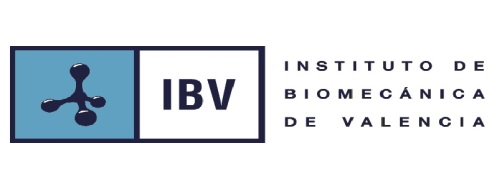 IBV
INSTITUTO DE
BIOMECÁNICA
DE VALENCIA